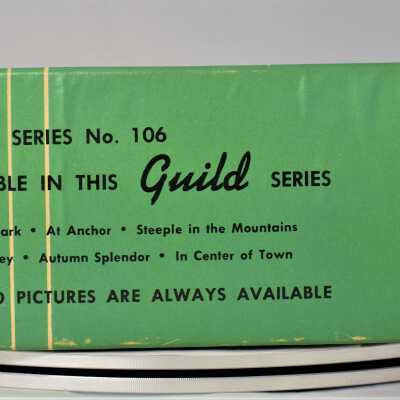 SERIES No. 106
BLE IN THIS Guild SERIES
ark • At Anchor • Steeple in the Mountains
ey • Autumn Splendor • In Center of Town
PICTURES ARE ALWAYS AVAILABLE